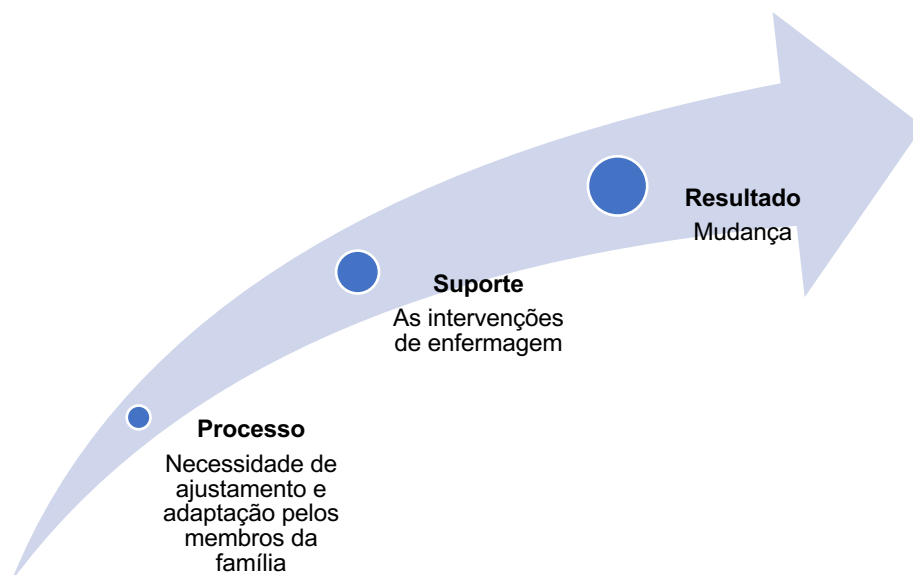 Resultado
Mudança
Suporte
As intervenções
de enfermagem
Processo
Necessidade de
ajustamento e
adaptação pelos
membros da
família